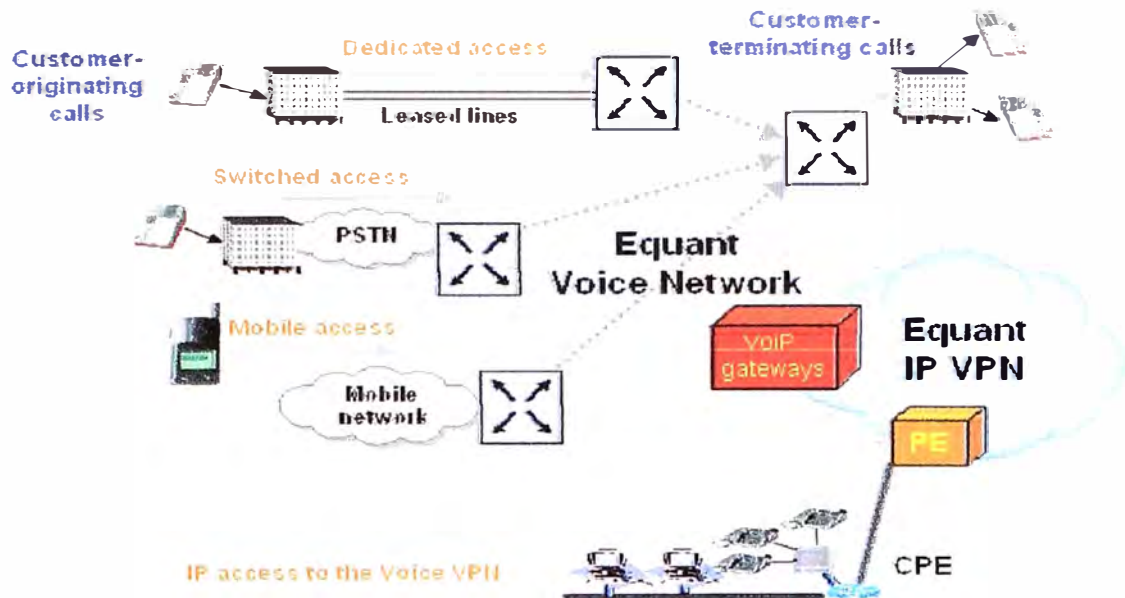 Customer-
originating
calls
Dedicated access
Leased lines
Customer-
terminating calls
Switched access
PSTN
Equant
Voice Network
Mobile access
Mobile
network
VoIP
gateways
Equant
IP VPN
PE
CPE
IP access to the Voice VPN